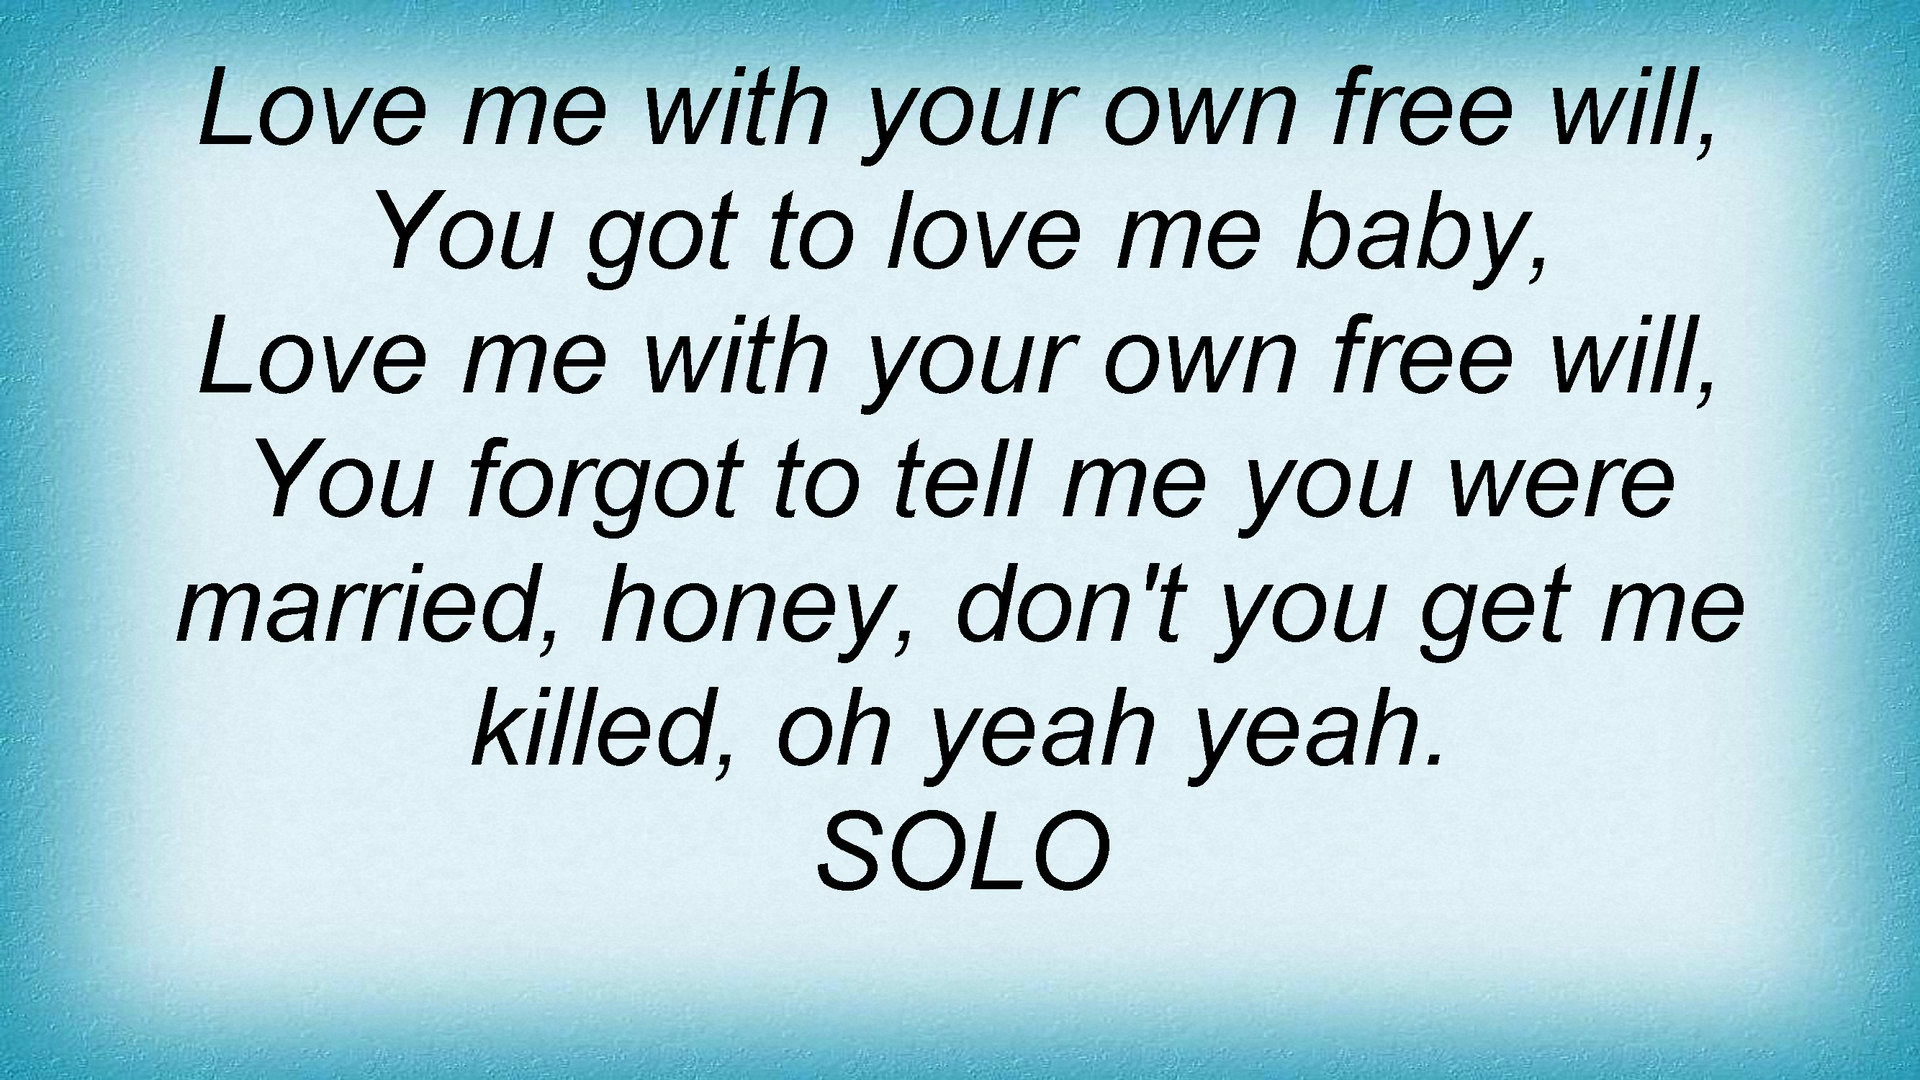 Love me with your own free will,
You got to love me baby,
Love me with your own free will,
You forgot to tell me you were
married, honey, don't you get me
killed, oh yeah yeah.
SOLO